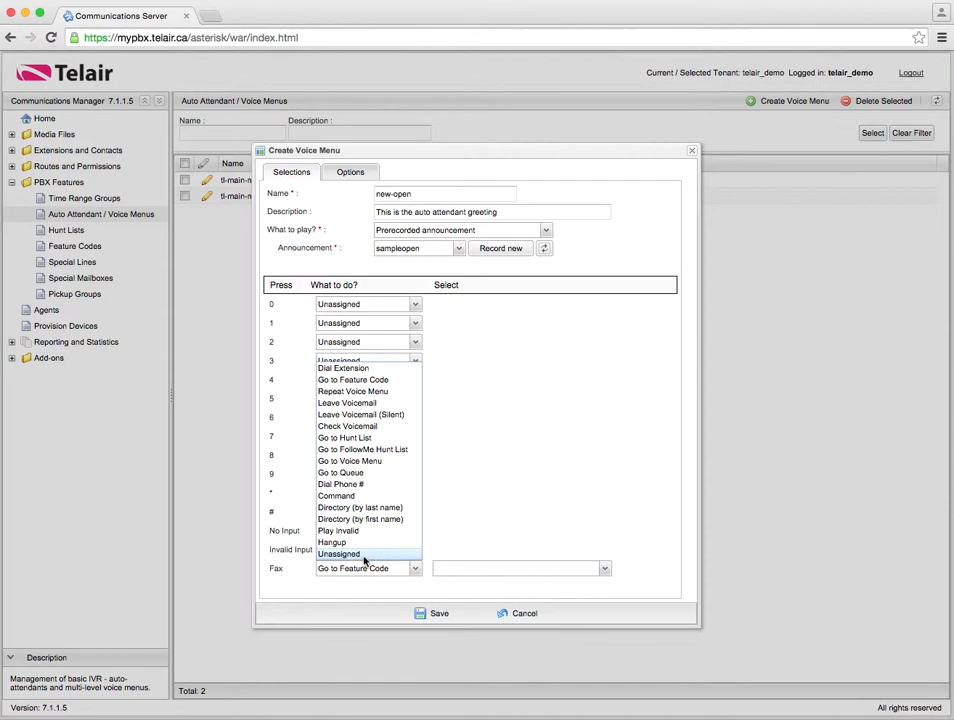 Communications Server
https://mypbx.telair.ca/asterisk/war/index.html
Telair
Current / Selected Tenant: telair_demo Logged in: telair_demo Logout
Communications Manager 7.1.1.5
Auto Attendant / Voice Menus
Create Voice Menu
Delete Selected
Home
Media Files
Extensions and Contacts
Routes and Permissions
PBX Features
Time Range Groups
Auto Attendant / Voice Menus
Hunt Lists
Feature Codes
Special Lines
Special Mailboxes
Pickup Groups
Agents
Provision Devices
Reporting and Statistics
Add-ons
Name : Description :
Select Clear Filter
Name
tl-main-
tl-main-
Create Voice Menu
Selections Options
Name * : new-open
Description : This is the auto attendant greeting
What to play? * : Prerecorded announcement
Announcement * : sampleopen Record new
Press What to do? Select
0 Unassigned
1 Unassigned
2 Unassigned
3 Unassigned
4
5
6
7
8
9
*
#
No Input
Invalid Input
Dial Extension
Go to Feature Code
Repeat Voice Menu
Leave Voicemail
Leave Voicemail (Silent)
Check Voicemail
Go to Hunt List
Go to FollowMe Hunt List
Go to Voice Menu
Go to Queue
Dial Phone #
Command
Directory (by last name)
Directory (by first name)
Play Invalid
Hangup
Unassigned
Fax Go to Feature Code
Save Cancel
Description
Management of basic IVR - auto-
attendants and multi-level voice menus.
Total: 2
Version: 7.1.1.5
All rights reserved